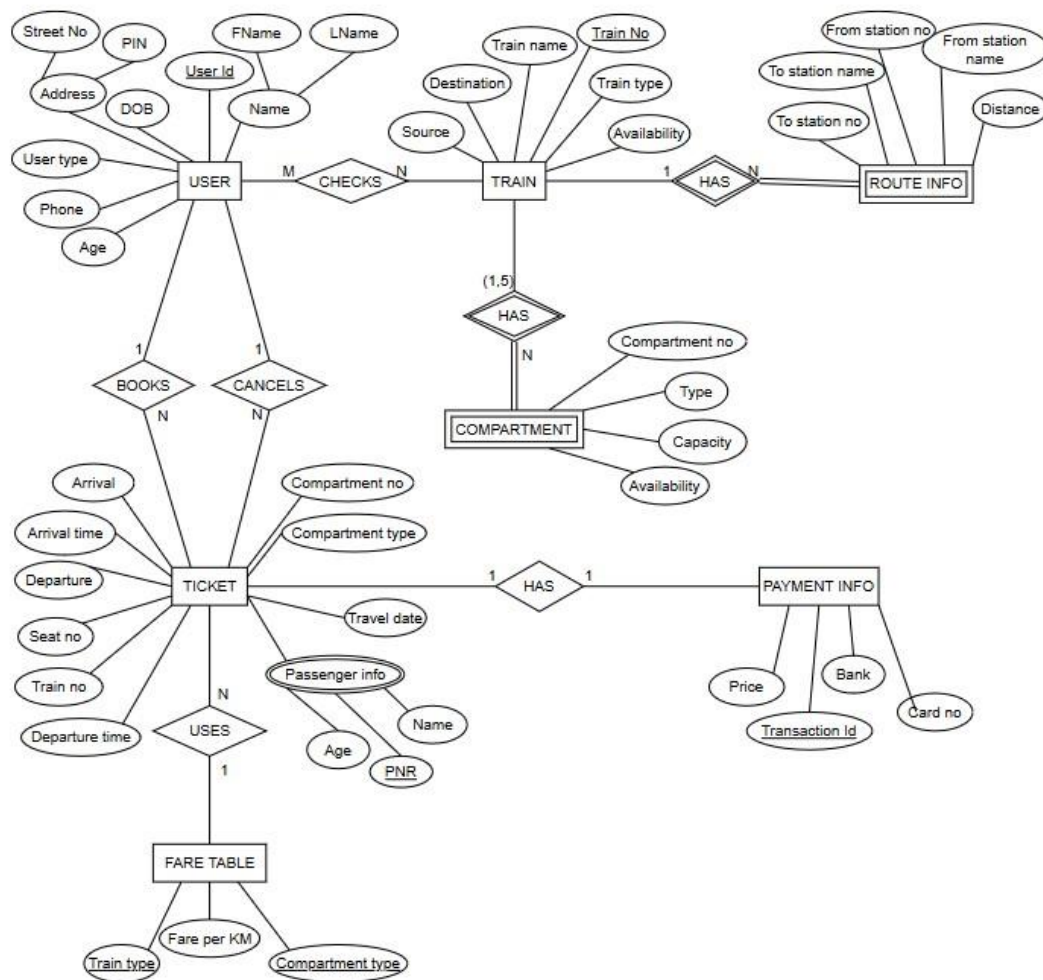 Street No
PIN
FName
LName
User Id
Address
DOB
Name
User type
Phone
Age
USER
M
CHECKS
N
Train name
Train No
Destination
Train type
Source
Availability
TRAIN
1
HAS
N
From station no
From station
name
To station name
To station no
Distance
ROUTE INFO
(1,5)
HAS
N
Compartment no
Type
COMPARTMENT
Capacity
Availability
1
BOOKS
N
1
CANCELS
N
Arrival
Compartment no
Arrival time
Compartment type
Departure
TICKET
1
HAS
1
PAYMENT INFO
Seat no
Travel date
Train no
Passenger info
Departure time
Name
Age
PNR
Price
Bank
Transaction Id
Card no
N
USES
1
FARE TABLE
Train type
Fare per KM
Compartment type